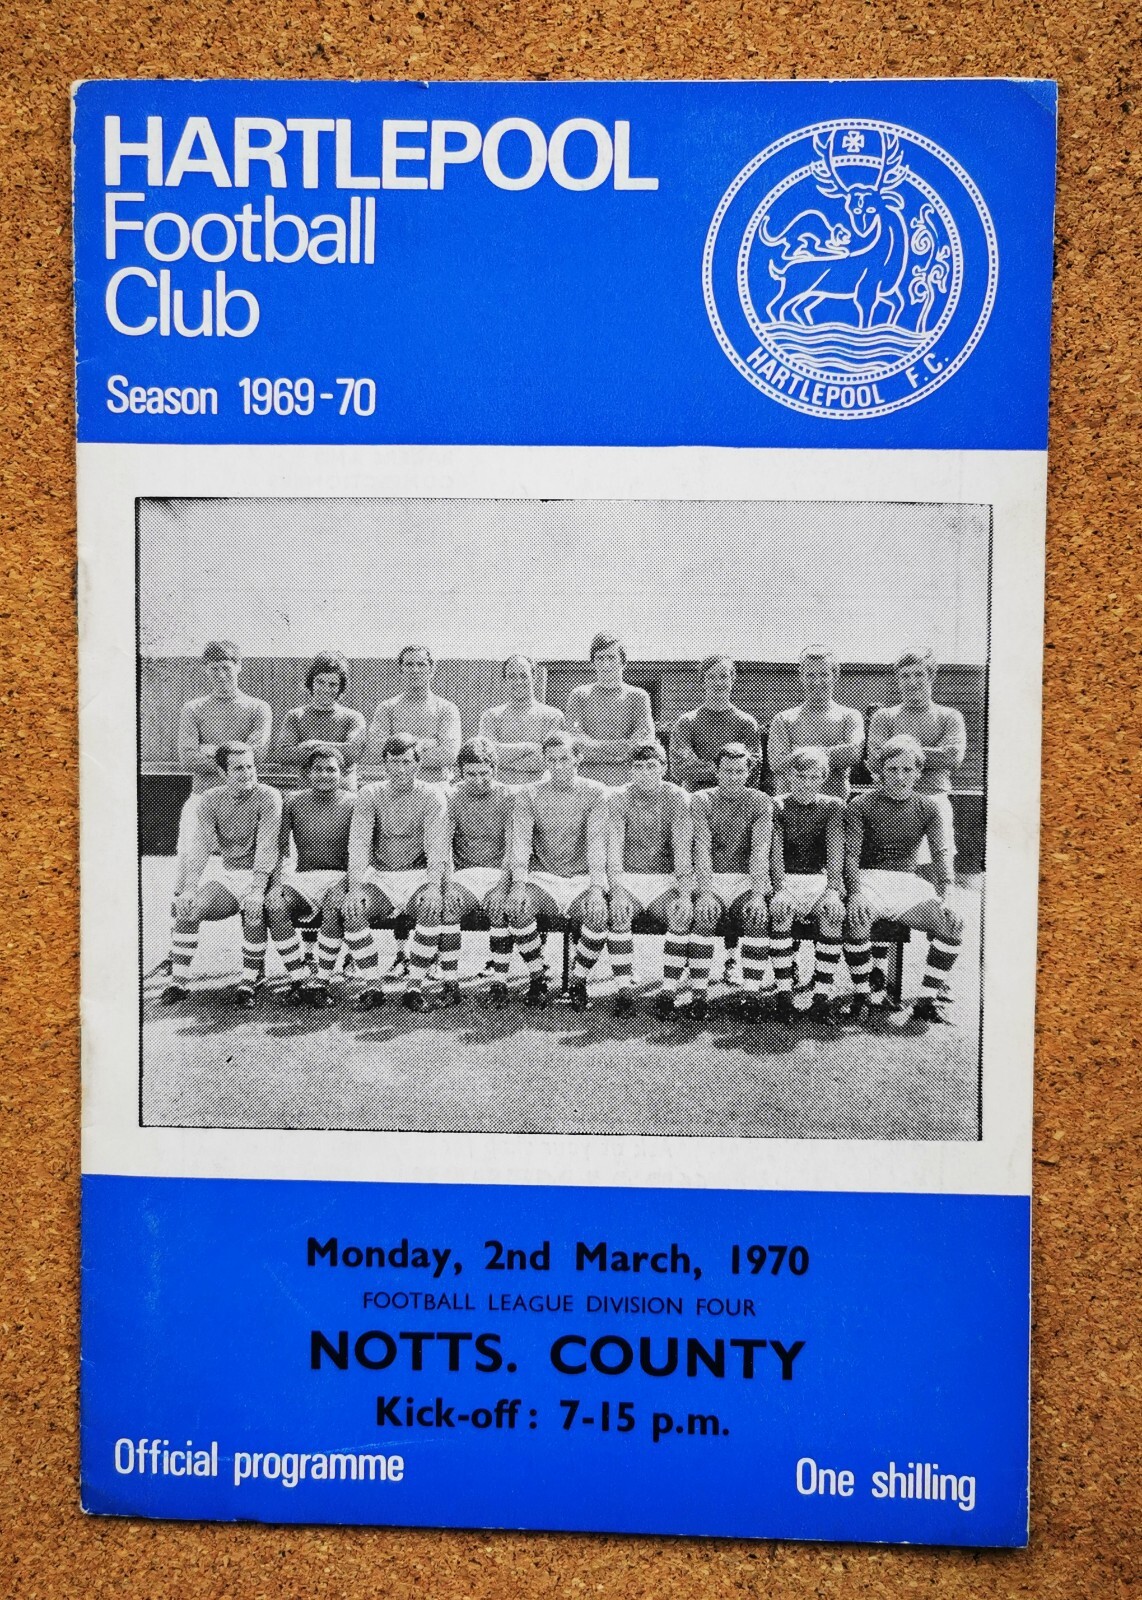 HARTLEPOOL
Football
Club
Season 1969-70
HARTLEPOOL F.C.
Monday, 2nd March, 1970
FOOTBALL LEAGUE DIVISION FOUR
NOTTS. COUNTY
Kick-off: 7-15 p.m.
Official programme
One shilling